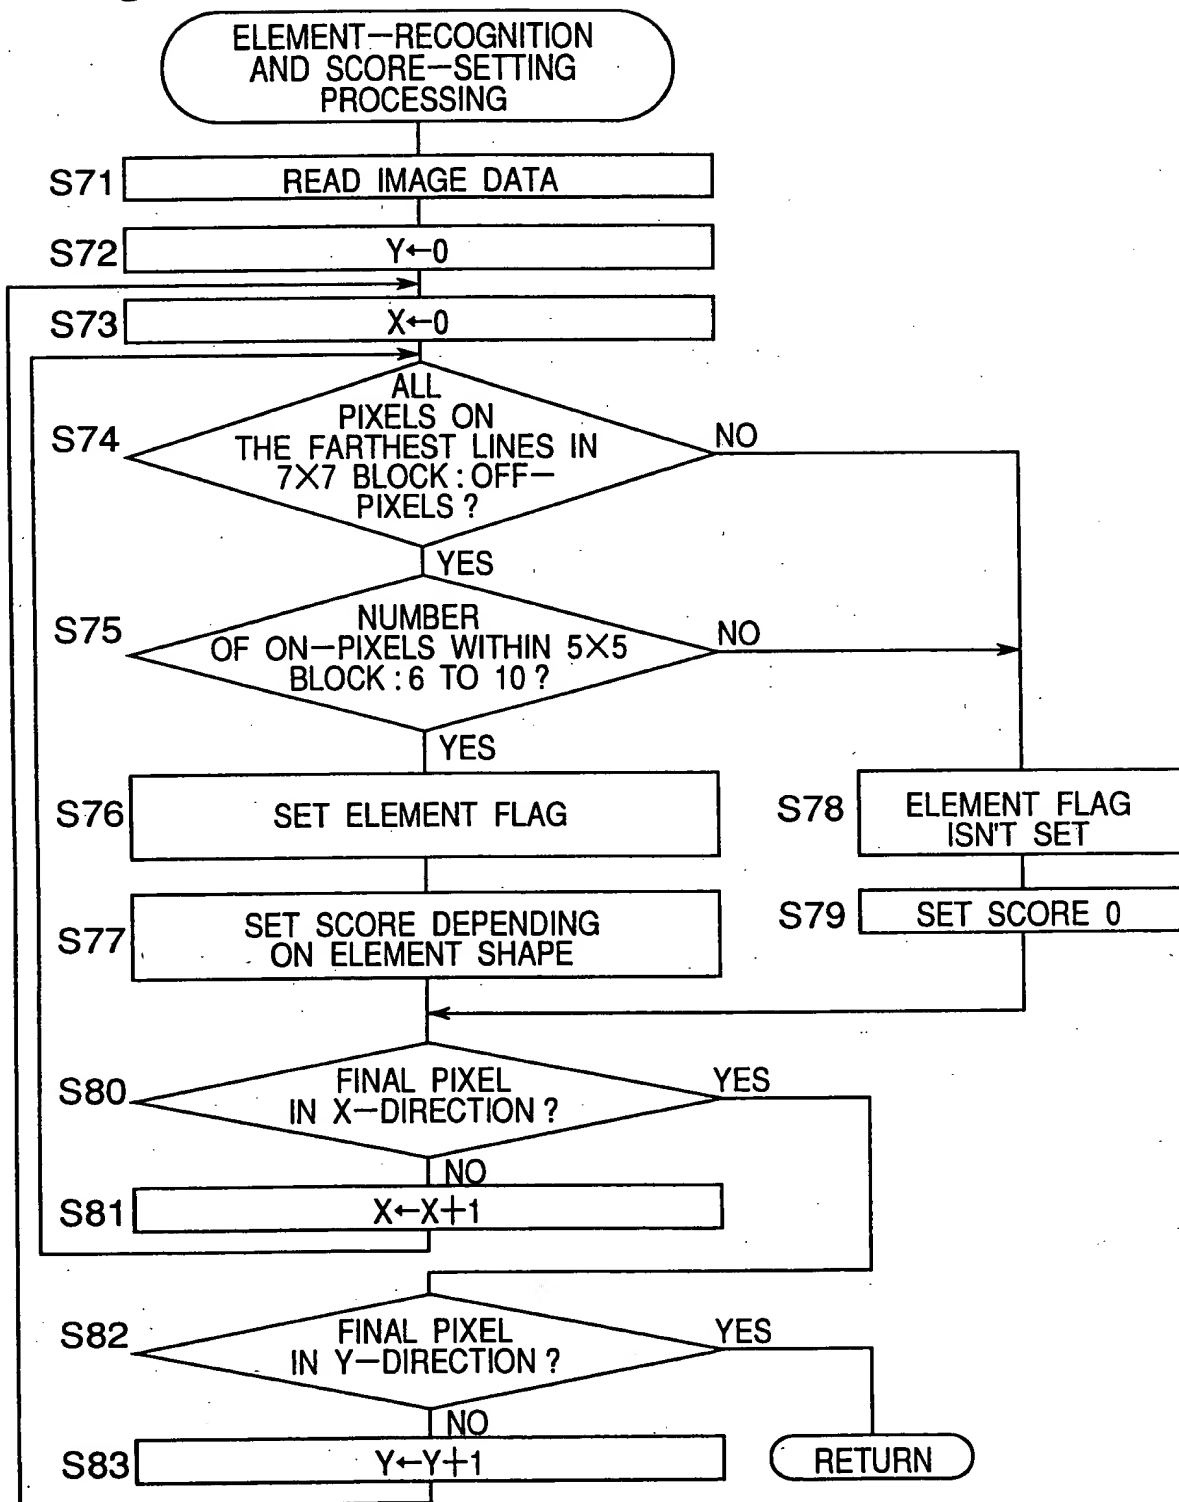 ELEMENT—RECOGNITION
AND SCORE—SETTING
PROCESSING
S71
READ IMAGE DATA
S72
Y←0
S73
X←0
S74
ALL
PIXELS ON
THE FARTHEST LINES IN
7×7 BLOCK : OFF—
PIXELS ?
NO
YES
S75
NUMBER
OF ON—PIXELS WITHIN 5×5
BLOCK : 6 TO 10 ?
NO
YES
S76
SET ELEMENT FLAG
S78
ELEMENT FLAG
ISN'T SET
S77
SET SCORE DEPENDING
ON ELEMENT SHAPE
S79
SET SCORE 0
S80
FINAL PIXEL
IN X—DIRECTION ?
YES
NO
S81
X←X+1
S82
FINAL PIXEL
IN Y—DIRECTION ?
YES
NO
S83
Y←Y+1
RETURN